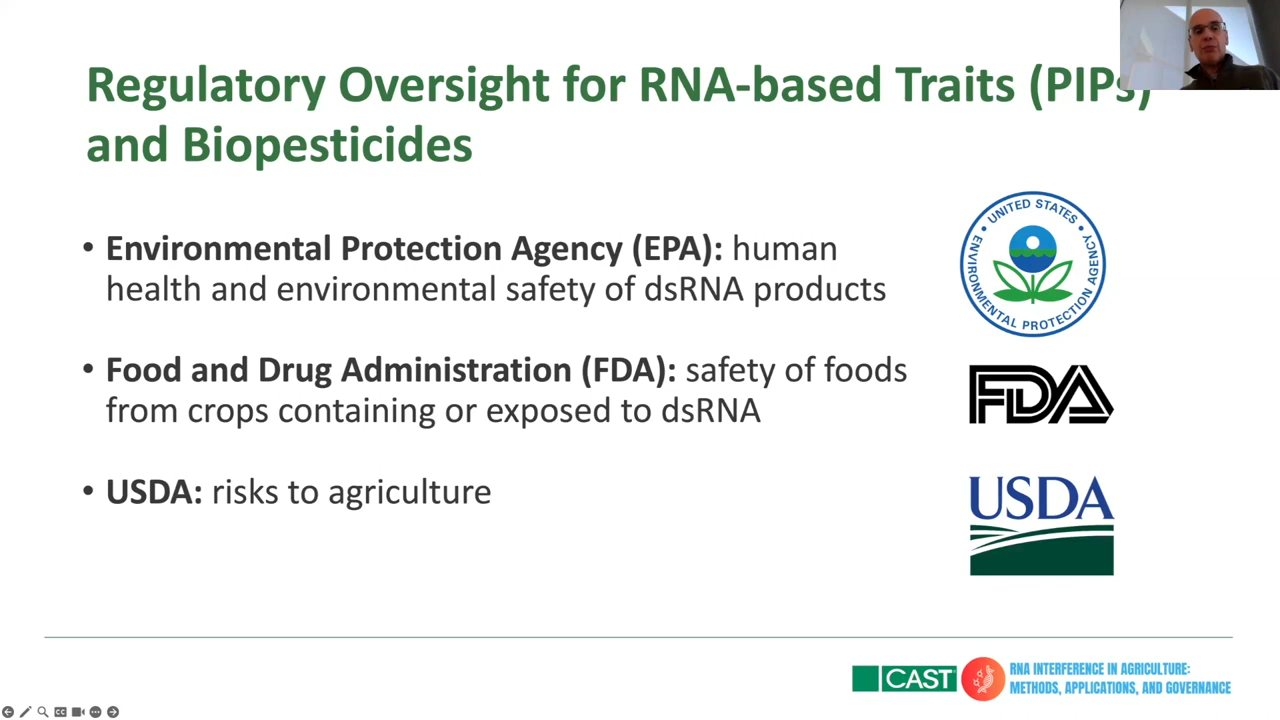 Regulatory Oversight for RNA-based Traits (PIPs)
and Biopesticides
• Environmental Protection Agency (EPA): human
health and environmental safety of dsRNA products
• Food and Drug Administration (FDA): safety of foods
from crops containing or exposed to dsRNA
• USDA: risks to agriculture
UNITED STATES
ENVIRONMENTAL PROTECTION AGENCY
FDA
USDA
CAST
RNA INTERFERENCE IN AGRICULTURE:
METHODS, APPLICATIONS, AND GOVERNANCE
CC